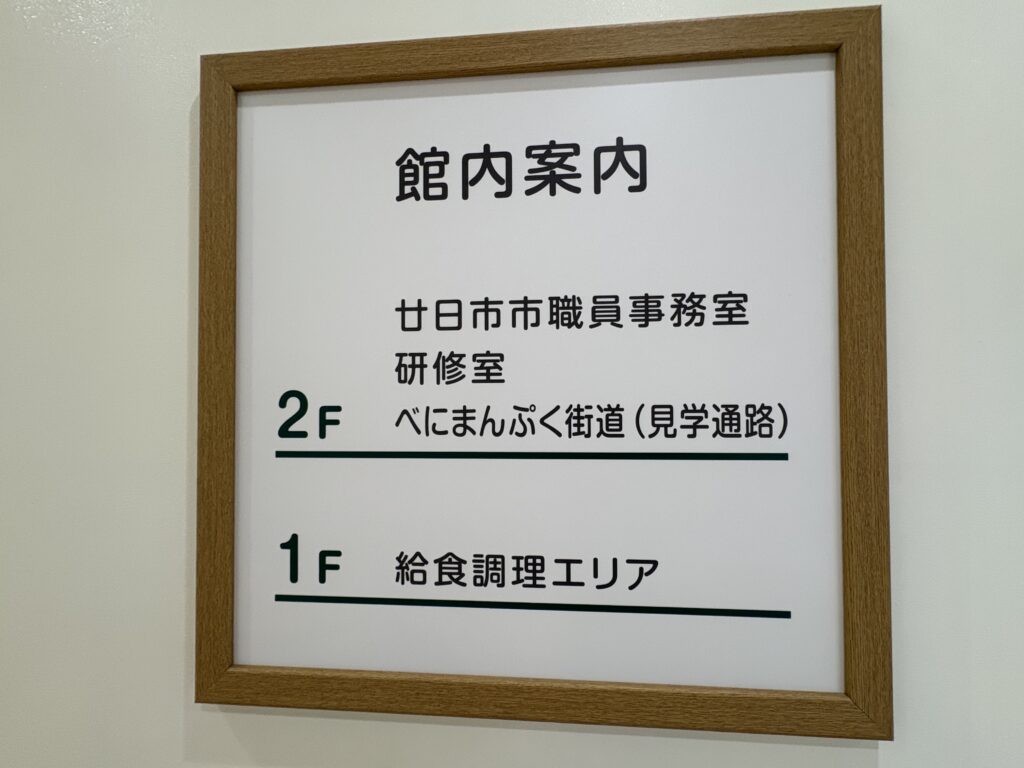 館内案内
廿日市市職員事務室
研修室
2F べにまんぷく街道(見学通路)
1F 給食調理エリア